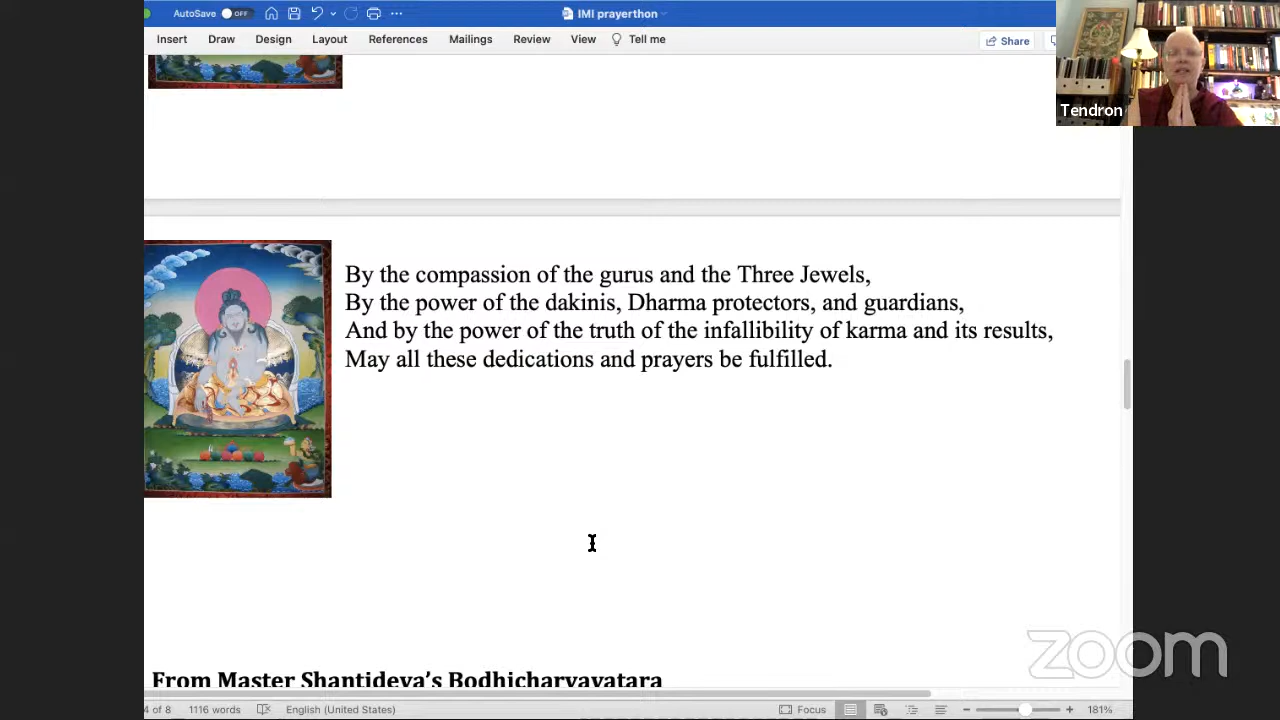 AutoSave OFF IMI prayerthon
Insert Draw Design Layout References Mailings Review View Tell me Share
Tendron
By the compassion of the gurus and the Three Jewels,
By the power of the dakinis, Dharma protectors, and guardians,
And by the power of the truth of the infallibility of karma and its results,
May all these dedications and prayers be fulfilled.
zoom
From Master Shantideva's Bodhicharyavatara
4 of 8 1116 words English (United States) Focus 181%